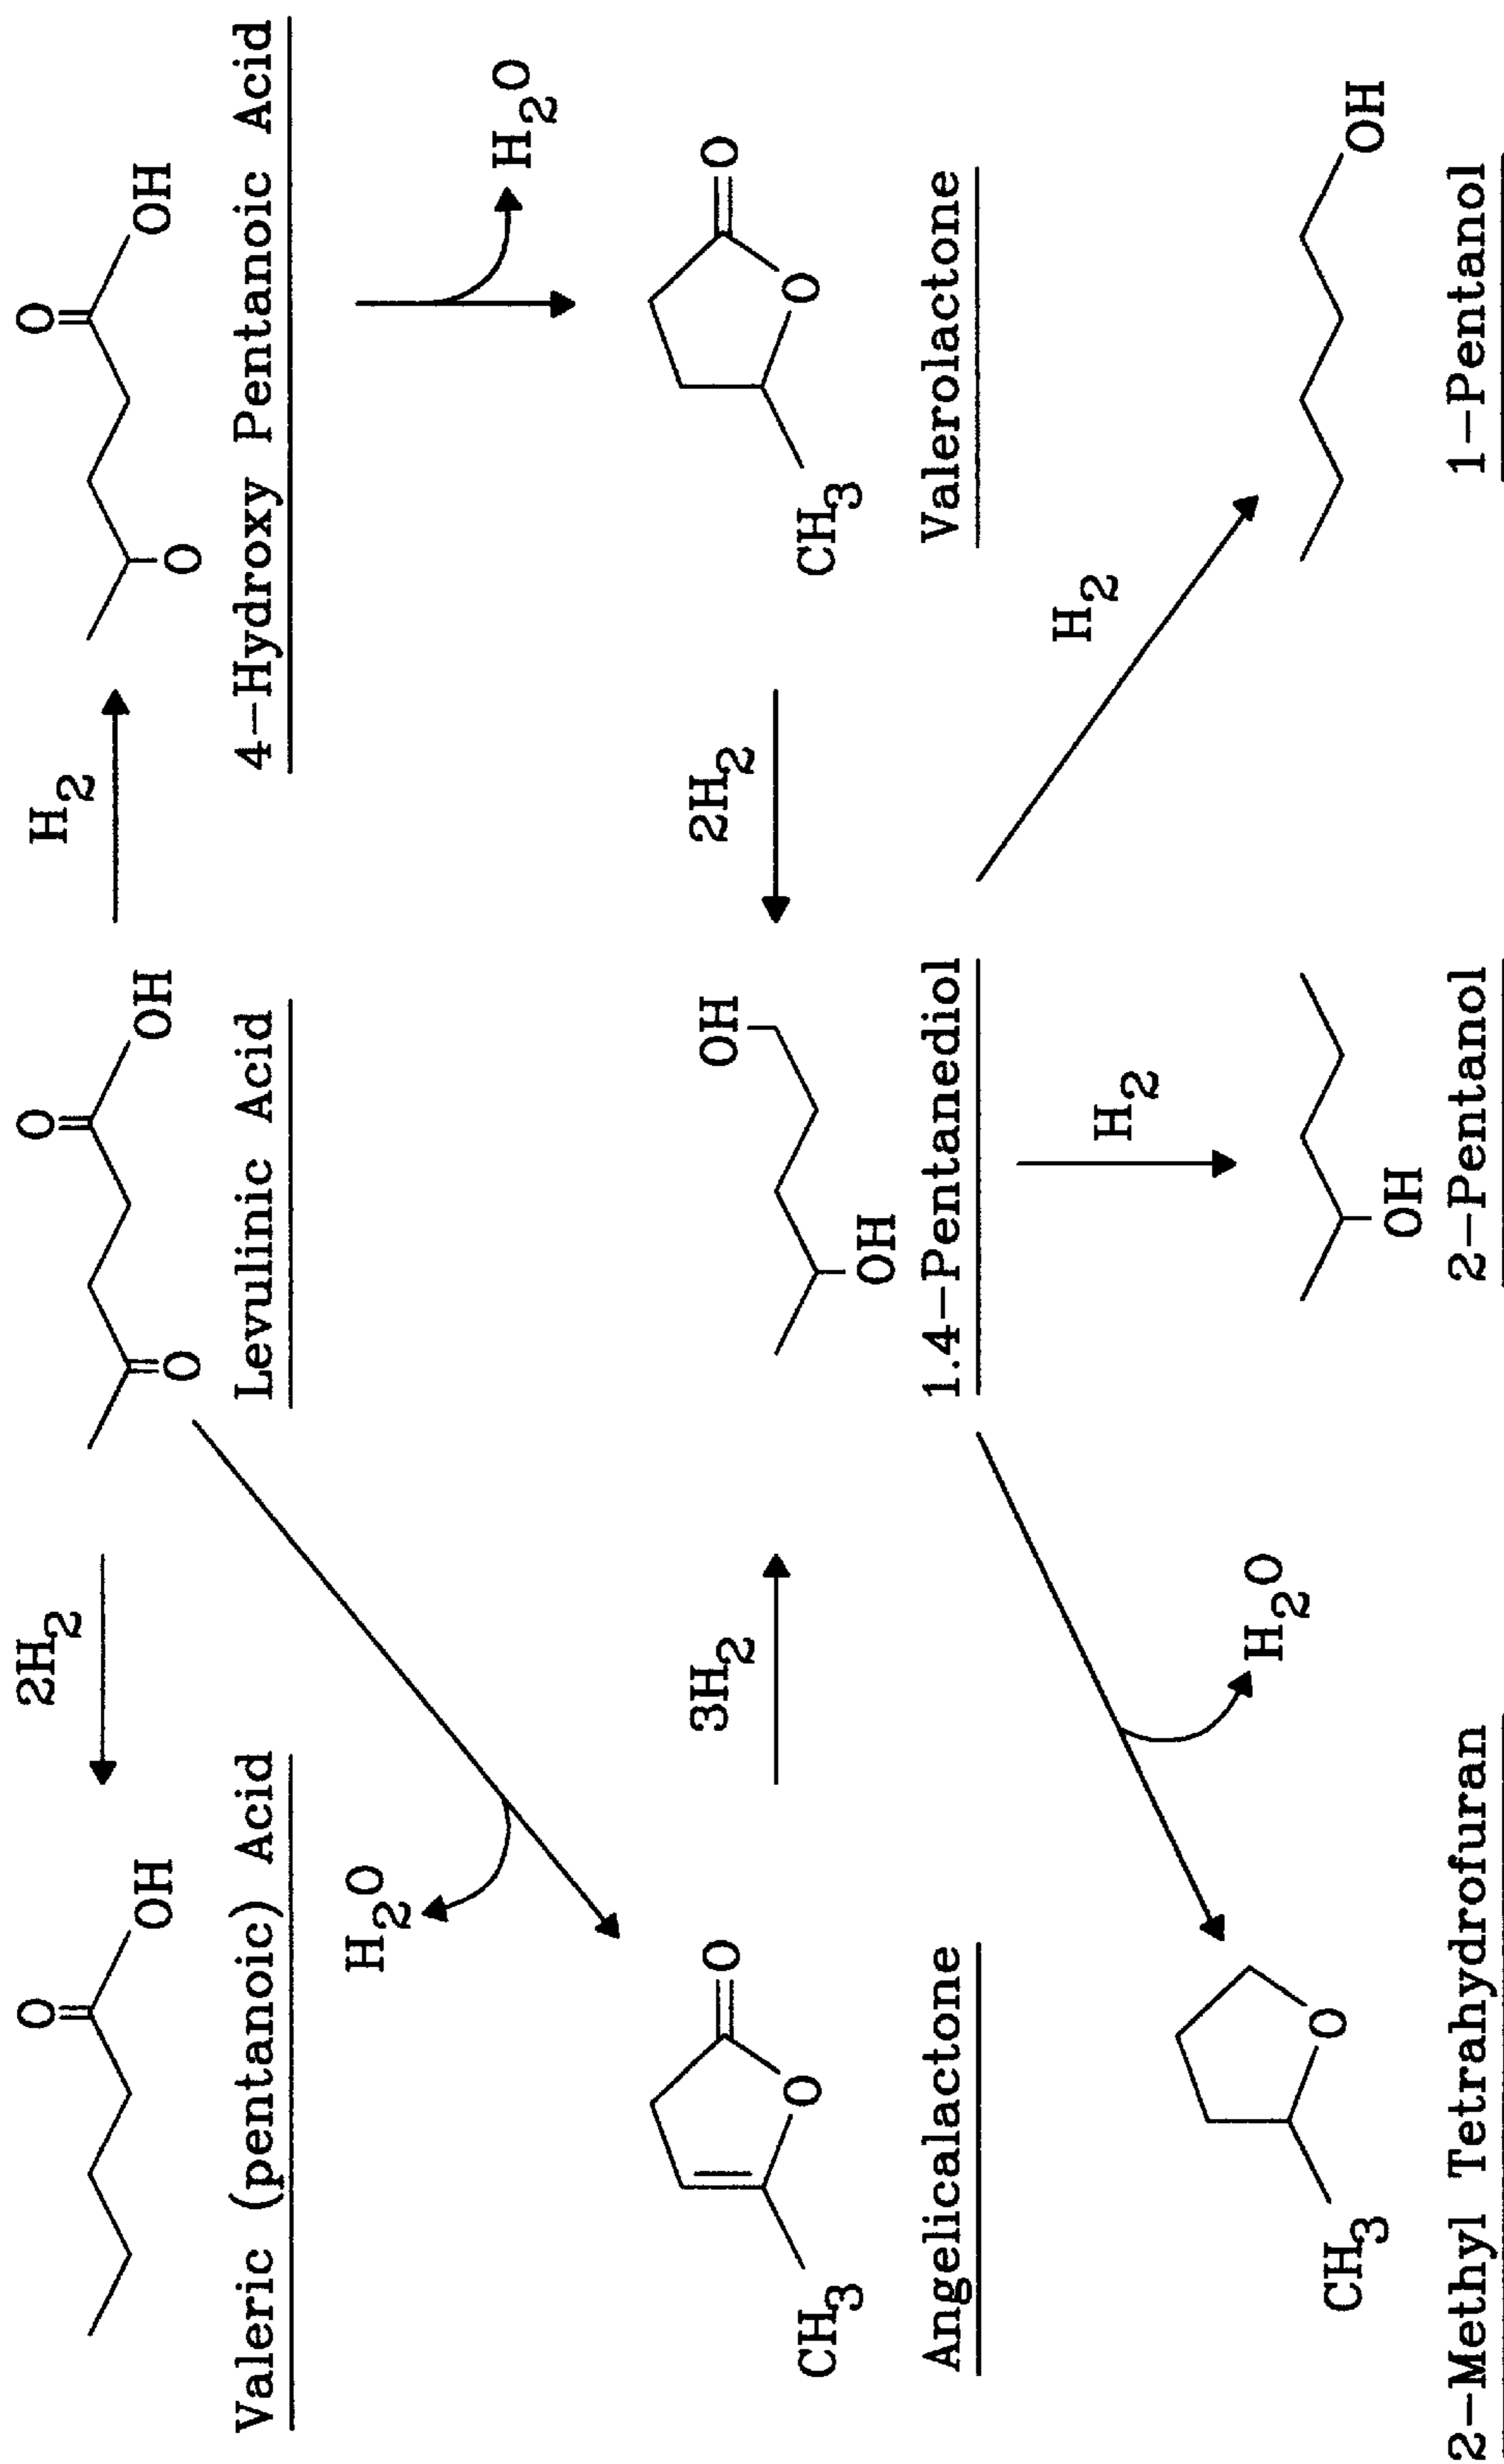 O 2H₂ O H₂ O
OH OH OH
O O
Valeric (pentanoic) Acid Levulinic Acid 4-Hydroxy Pentanoic Acid
H₂O
H₂O
O 3H₂ OH 2H₂ O
O O
CH₃ CH₃
OH
Angelicalactone 1.4-Pentanediol Valerolactone
H₂
H₂
H₂O
O
CH₃ OH OH
2-Methyl Tetrahydrofuran 2-Pentanol 1-Pentanol